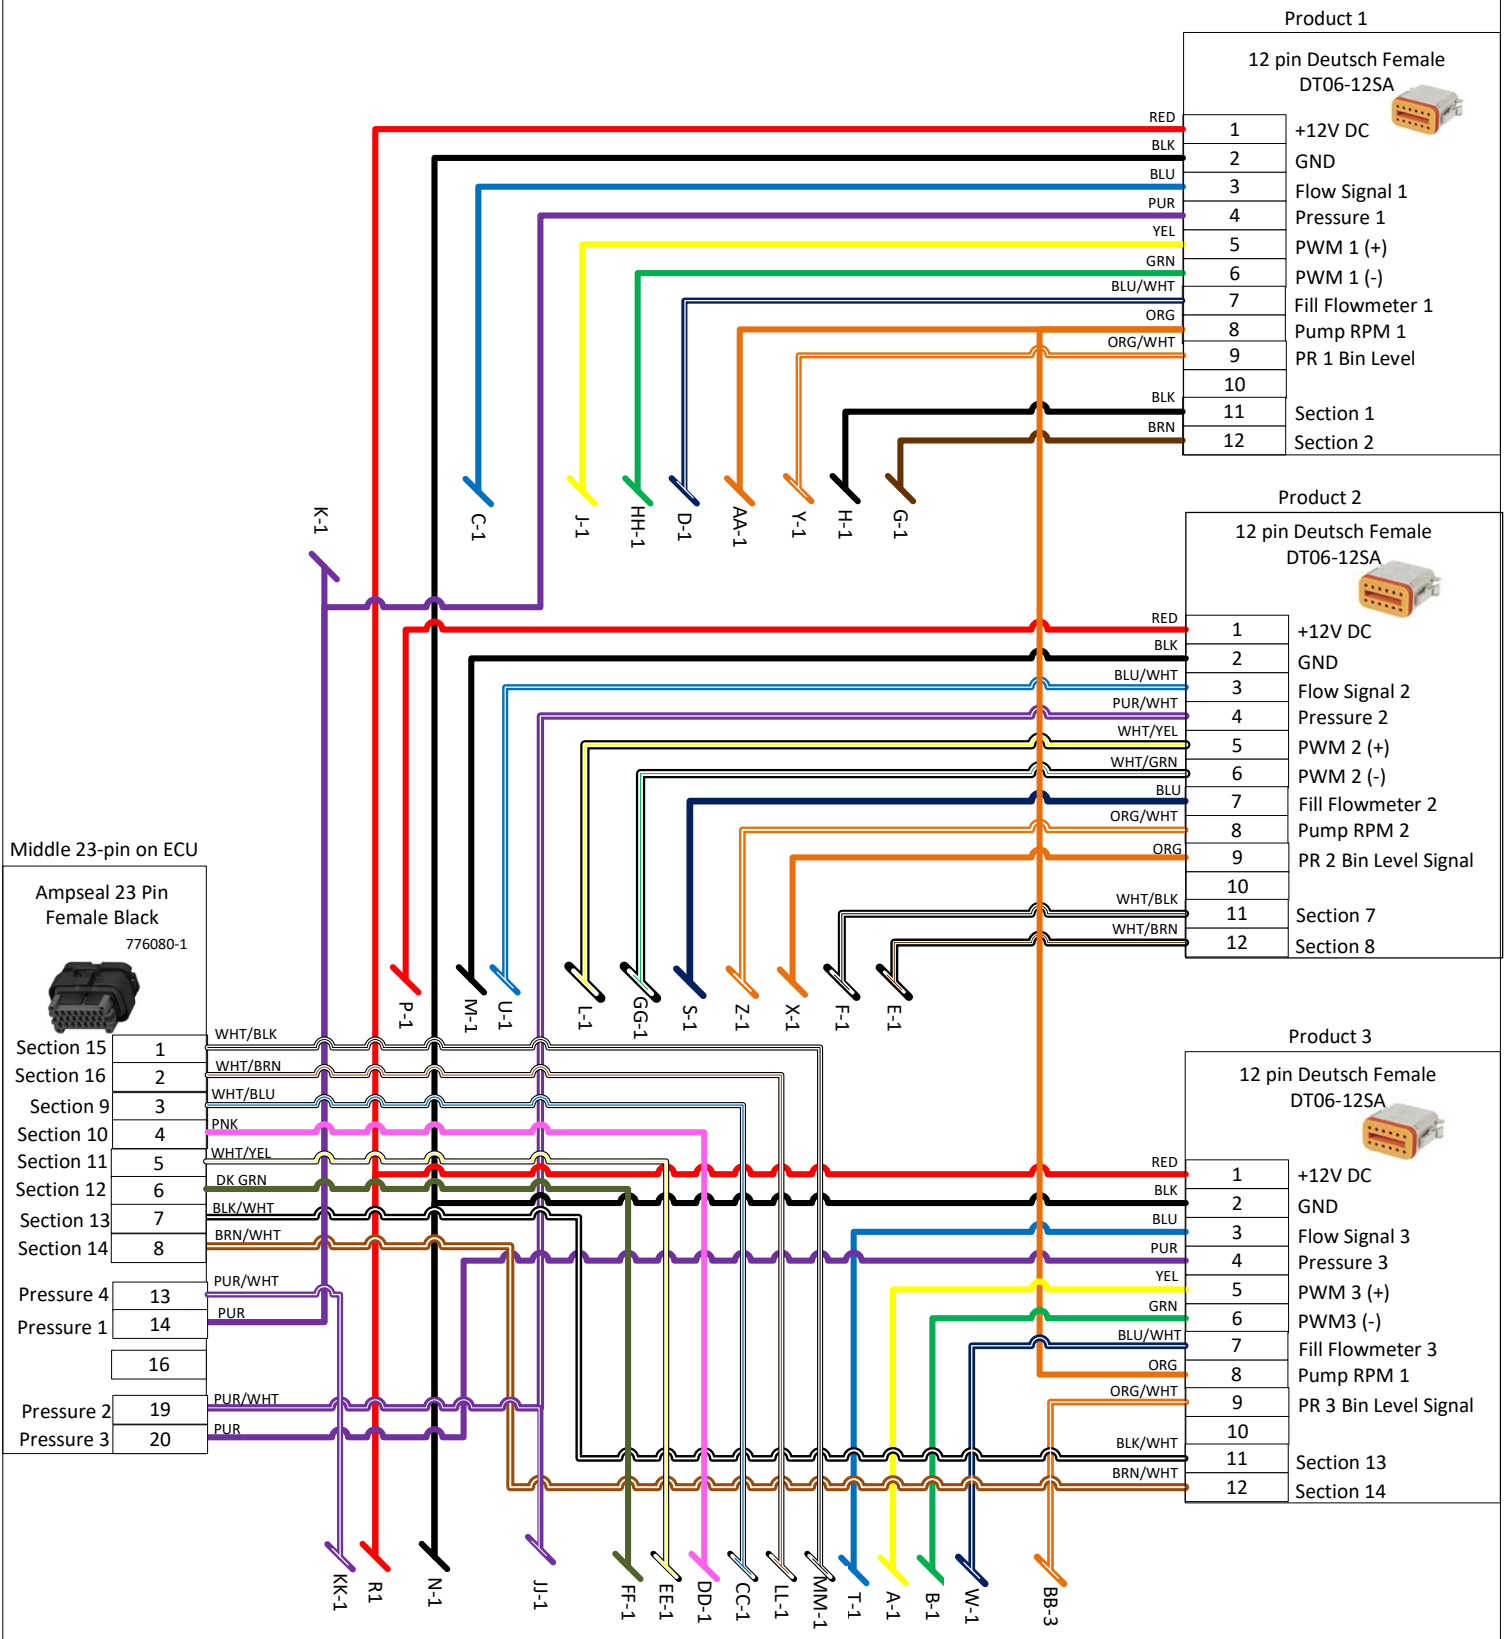 Product 1
12 pin Deutsch Female
DT06-12SA
RED
1
+12V DC
BLK
2
GND
BLU
3
Flow Signal 1
PUR
4
Pressure 1
YEL
5
PWM 1 (+)
GRN
6
PWM 1 (-)
BLU/WHT
7
Fill Flowmeter 1
ORG
8
Pump RPM 1
ORG/WHT
9
PR 1 Bin Level
10
BLK
11
Section 1
BRN
12
Section 2
K-1
C-1
J-1
HH-1
D-1
AA-1
Y-1
H-1
G-1
Product 2
12 pin Deutsch Female
DT06-12SA
RED
1
+12V DC
BLK
2
GND
BLU/WHT
3
Flow Signal 2
PUR/WHT
4
Pressure 2
WHT/YEL
5
PWM 2 (+)
WHT/GRN
6
PWM 2 (-)
BLU
7
Fill Flowmeter 2
ORG/WHT
8
Pump RPM 2
ORG
9
PR 2 Bin Level Signal
10
WHT/BLK
11
Section 7
WHT/BRN
12
Section 8
P-1
M-1
U-1
L-1
GG-1
S-1
Z-1
X-1
F-1
E-1
Middle 23-pin on ECU
Ampseal 23 Pin
Female Black
776080-1
Section 15
1
WHT/BLK
Section 16
2
WHT/BRN
Section 9
3
WHT/BLU
Section 10
4
PNK
Section 11
5
WHT/YEL
Section 12
6
DK GRN
Section 13
7
BLK/WHT
Section 14
8
BRN/WHT
Pressure 4
13
PUR/WHT
Pressure 1
14
PUR
16
Pressure 2
19
PUR/WHT
Pressure 3
20
PUR
Product 3
12 pin Deutsch Female
DT06-12SA
RED
1
+12V DC
BLK
2
GND
BLU
3
Flow Signal 3
PUR
4
Pressure 3
YEL
5
PWM 3 (+)
GRN
6
PWM3 (-)
BLU/WHT
7
Fill Flowmeter 3
ORG
8
Pump RPM 1
ORG/WHT
9
PR 3 Bin Level Signal
10
BLK/WHT
11
Section 13
BRN/WHT
12
Section 14
KK-1
R1
N-1
JJ-1
FF-1
EE-1
DD-1
CC-1
LL-1
MM-1
T-1
A-1
B-1
W-1
BB-3